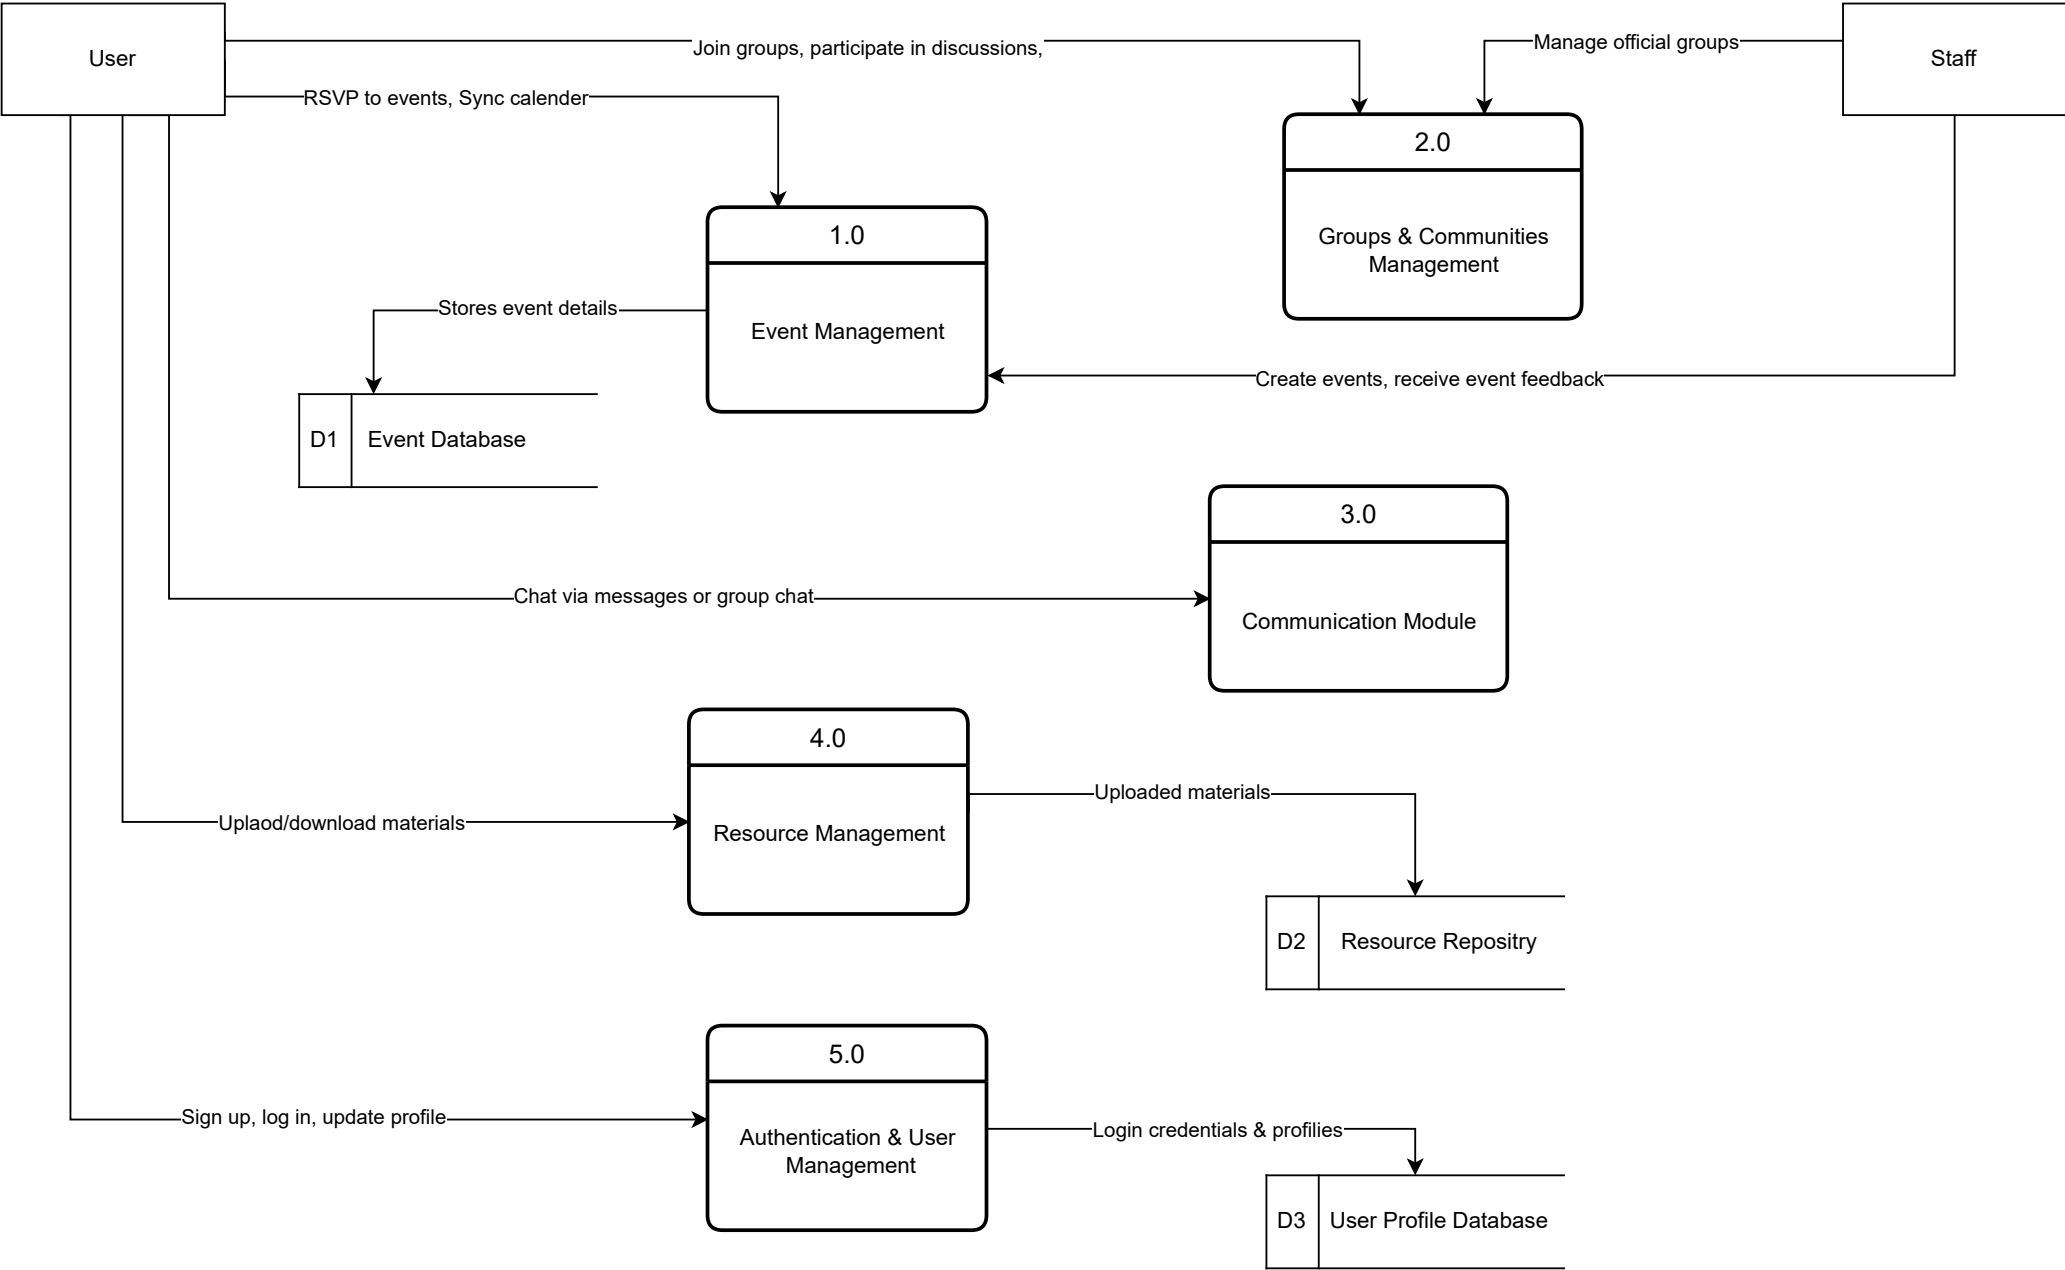 User
Join groups, participate in discussions,
Manage official groups
Staff
RSVP to events, Sync calender
2.0
Groups & Communities
Management
1.0
Event Management
Stores event details
Create events, receive event feedback
D1
Event Database
3.0
Communication Module
Chat via messages or group chat
4.0
Resource Management
Uploaded materials
Uplaod/download materials
D2
Resource Repositry
5.0
Authentication & User
Management
Sign up, log in, update profile
Login credentials & profilies
D3
User Profile Database